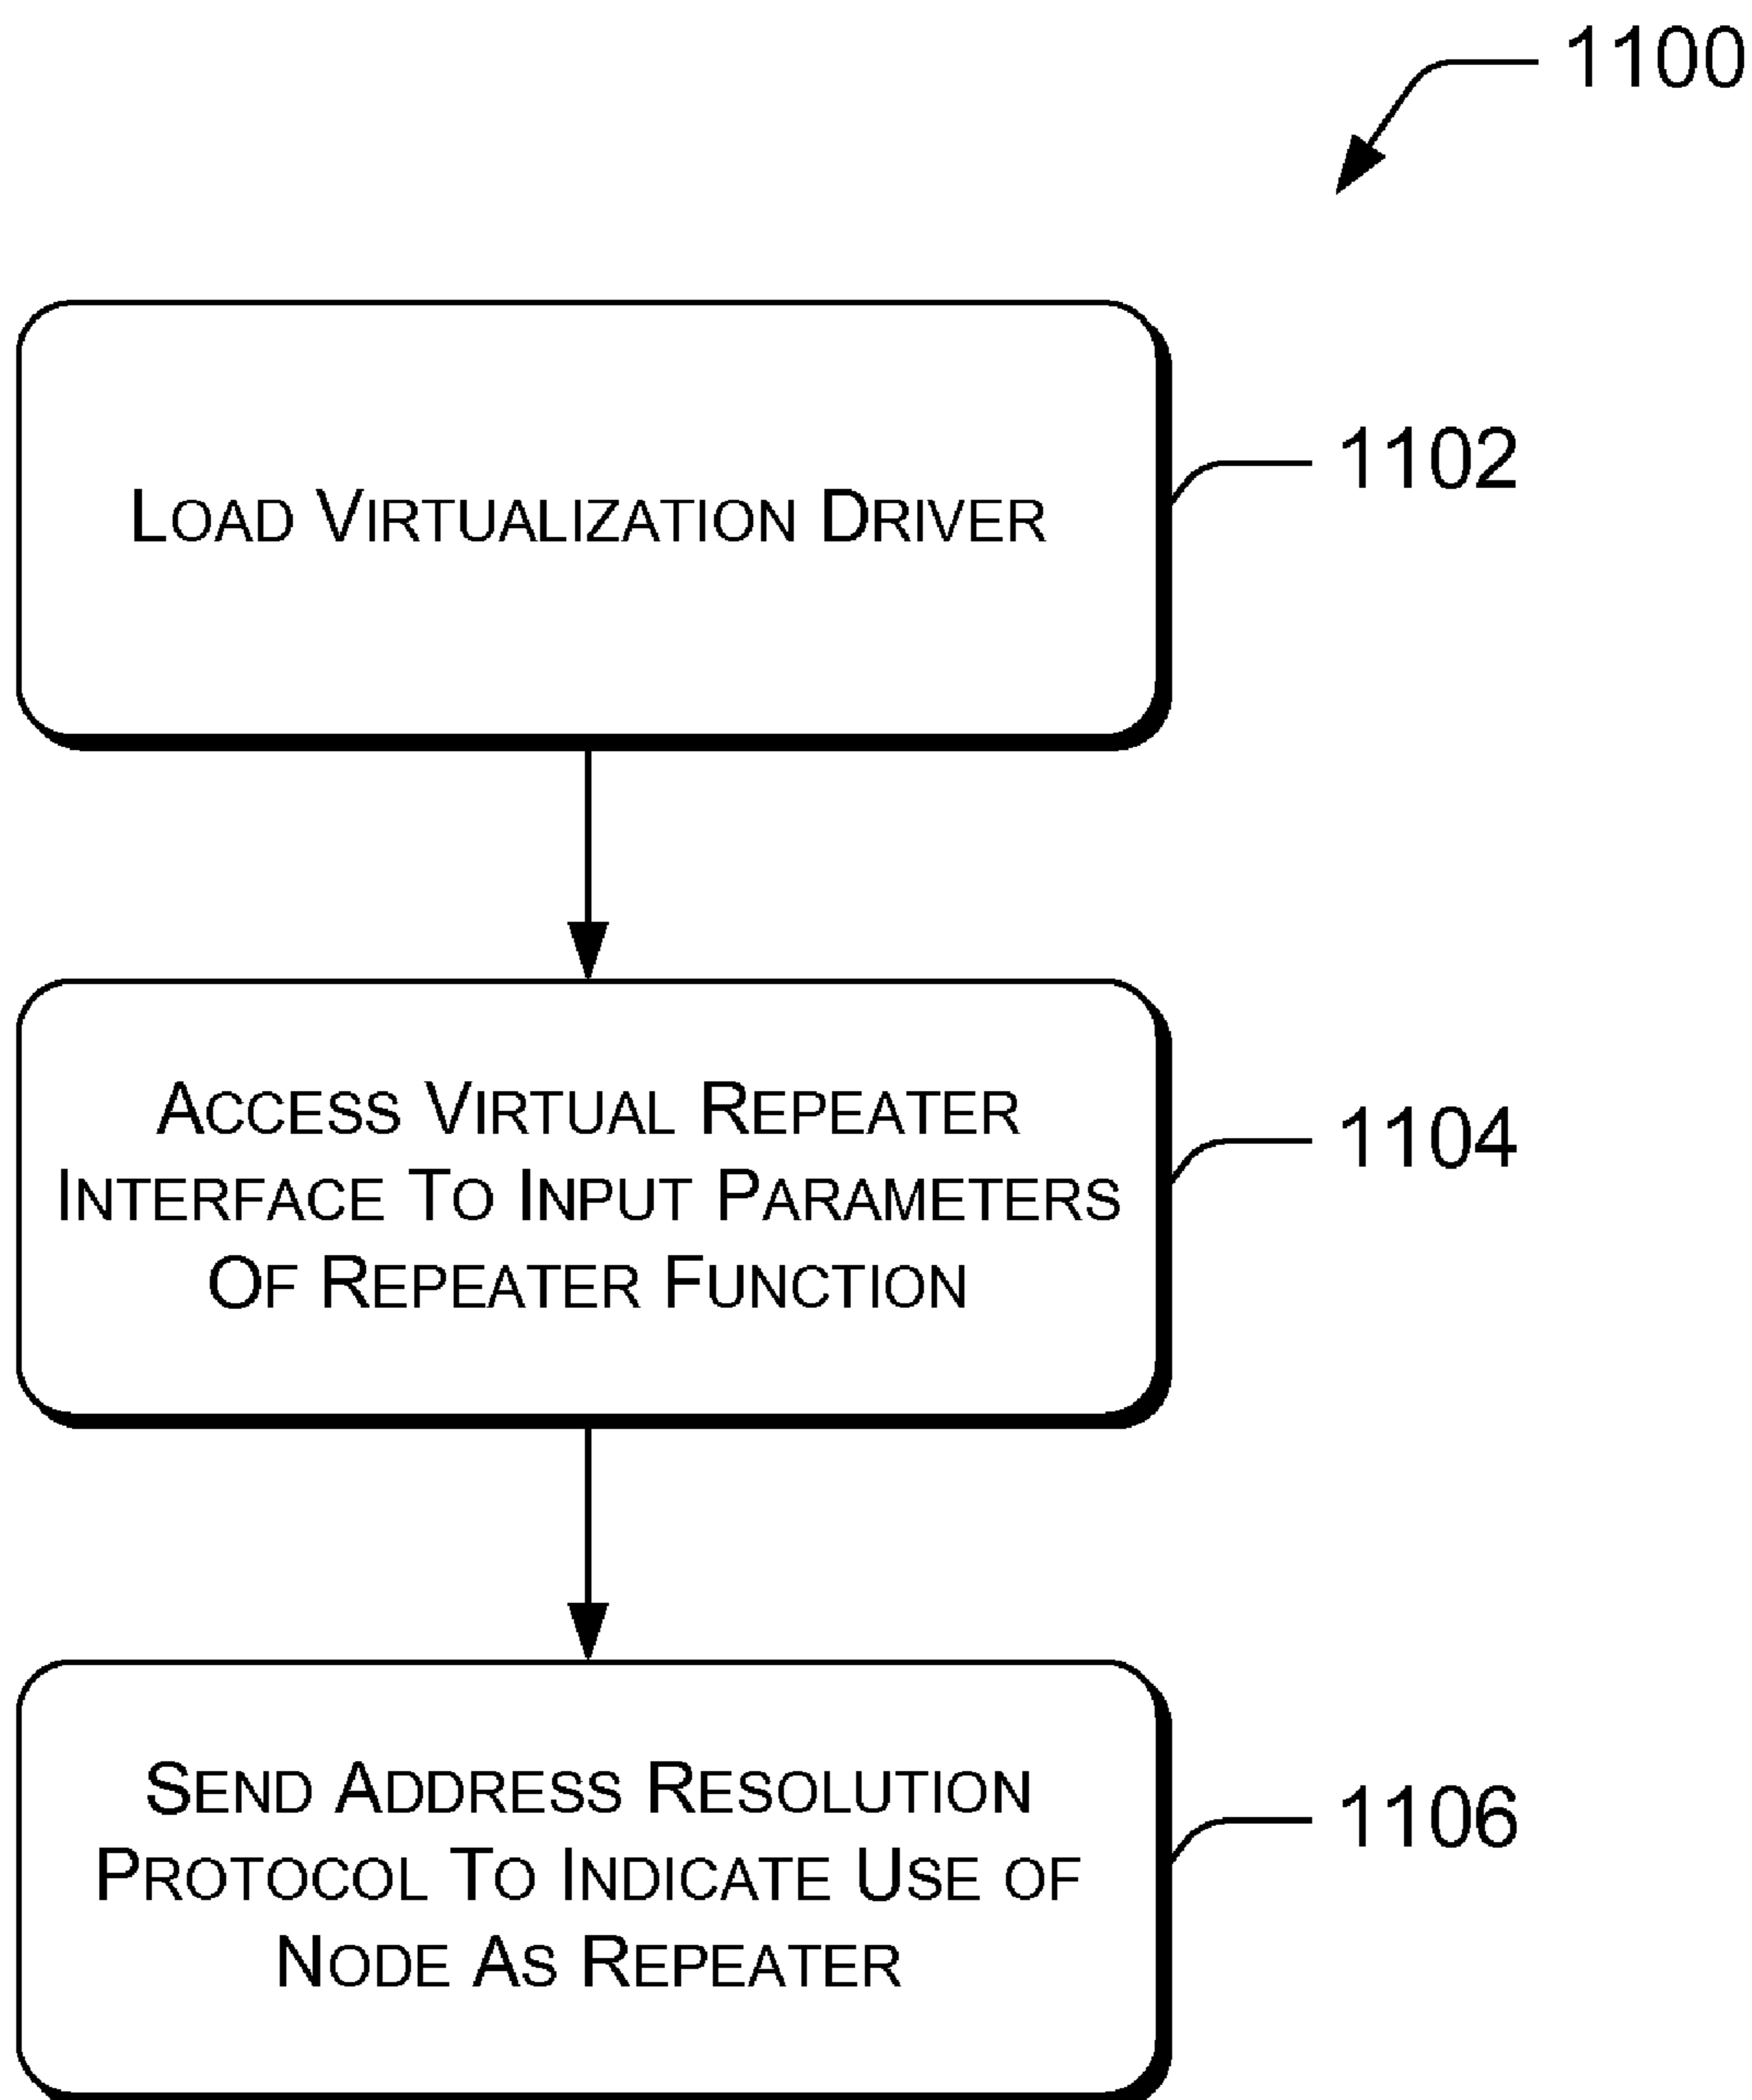 1100
LOAD VIRTUALIZATION DRIVER
1102
ACCESS VIRTUAL REPEATER
INTERFACE TO INPUT PARAMETERS
OF REPEATER FUNCTION
1104
SEND ADDRESS RESOLUTION
PROTOCOL TO INDICATE USE OF
NODE AS REPEATER
1106